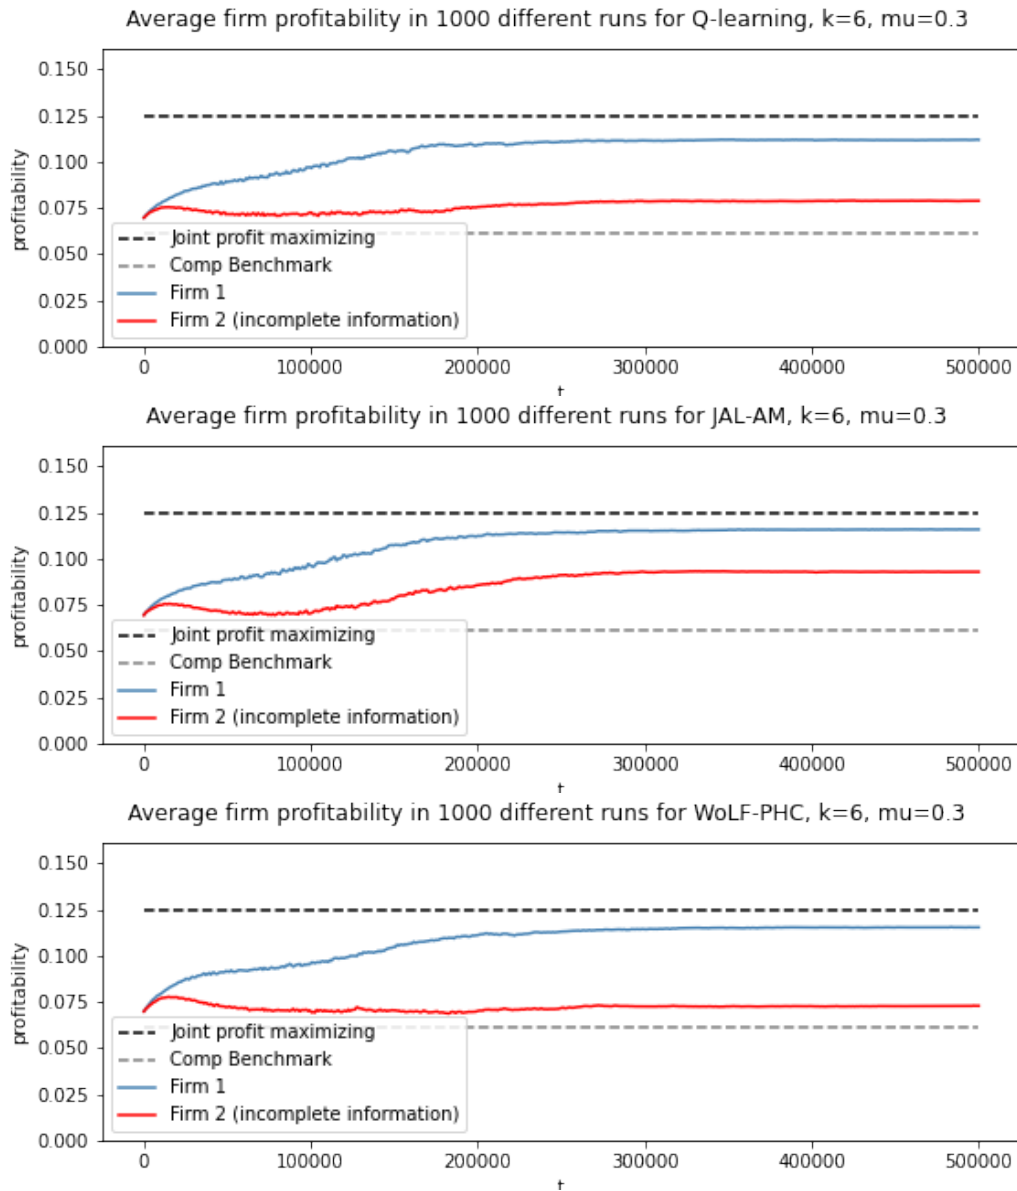 Average firm profitability in 1000 different runs for Q-learning, k=6, mu=0.3
profitability
0.150
0.125
0.100
0.075
0.050
0.025
0.000
Joint profit maximizing
Comp Benchmark
Firm 1
Firm 2 (incomplete information)
0 100000 200000 300000 400000 500000
t
Average firm profitability in 1000 different runs for JAL-AM, k=6, mu=0.3
profitability
0.150
0.125
0.100
0.075
0.050
0.025
0.000
Joint profit maximizing
Comp Benchmark
Firm 1
Firm 2 (incomplete information)
0 100000 200000 300000 400000 500000
t
Average firm profitability in 1000 different runs for WoLF-PHC, k=6, mu=0.3
profitability
0.150
0.125
0.100
0.075
0.050
0.025
0.000
Joint profit maximizing
Comp Benchmark
Firm 1
Firm 2 (incomplete information)
0 100000 200000 300000 400000 500000
t